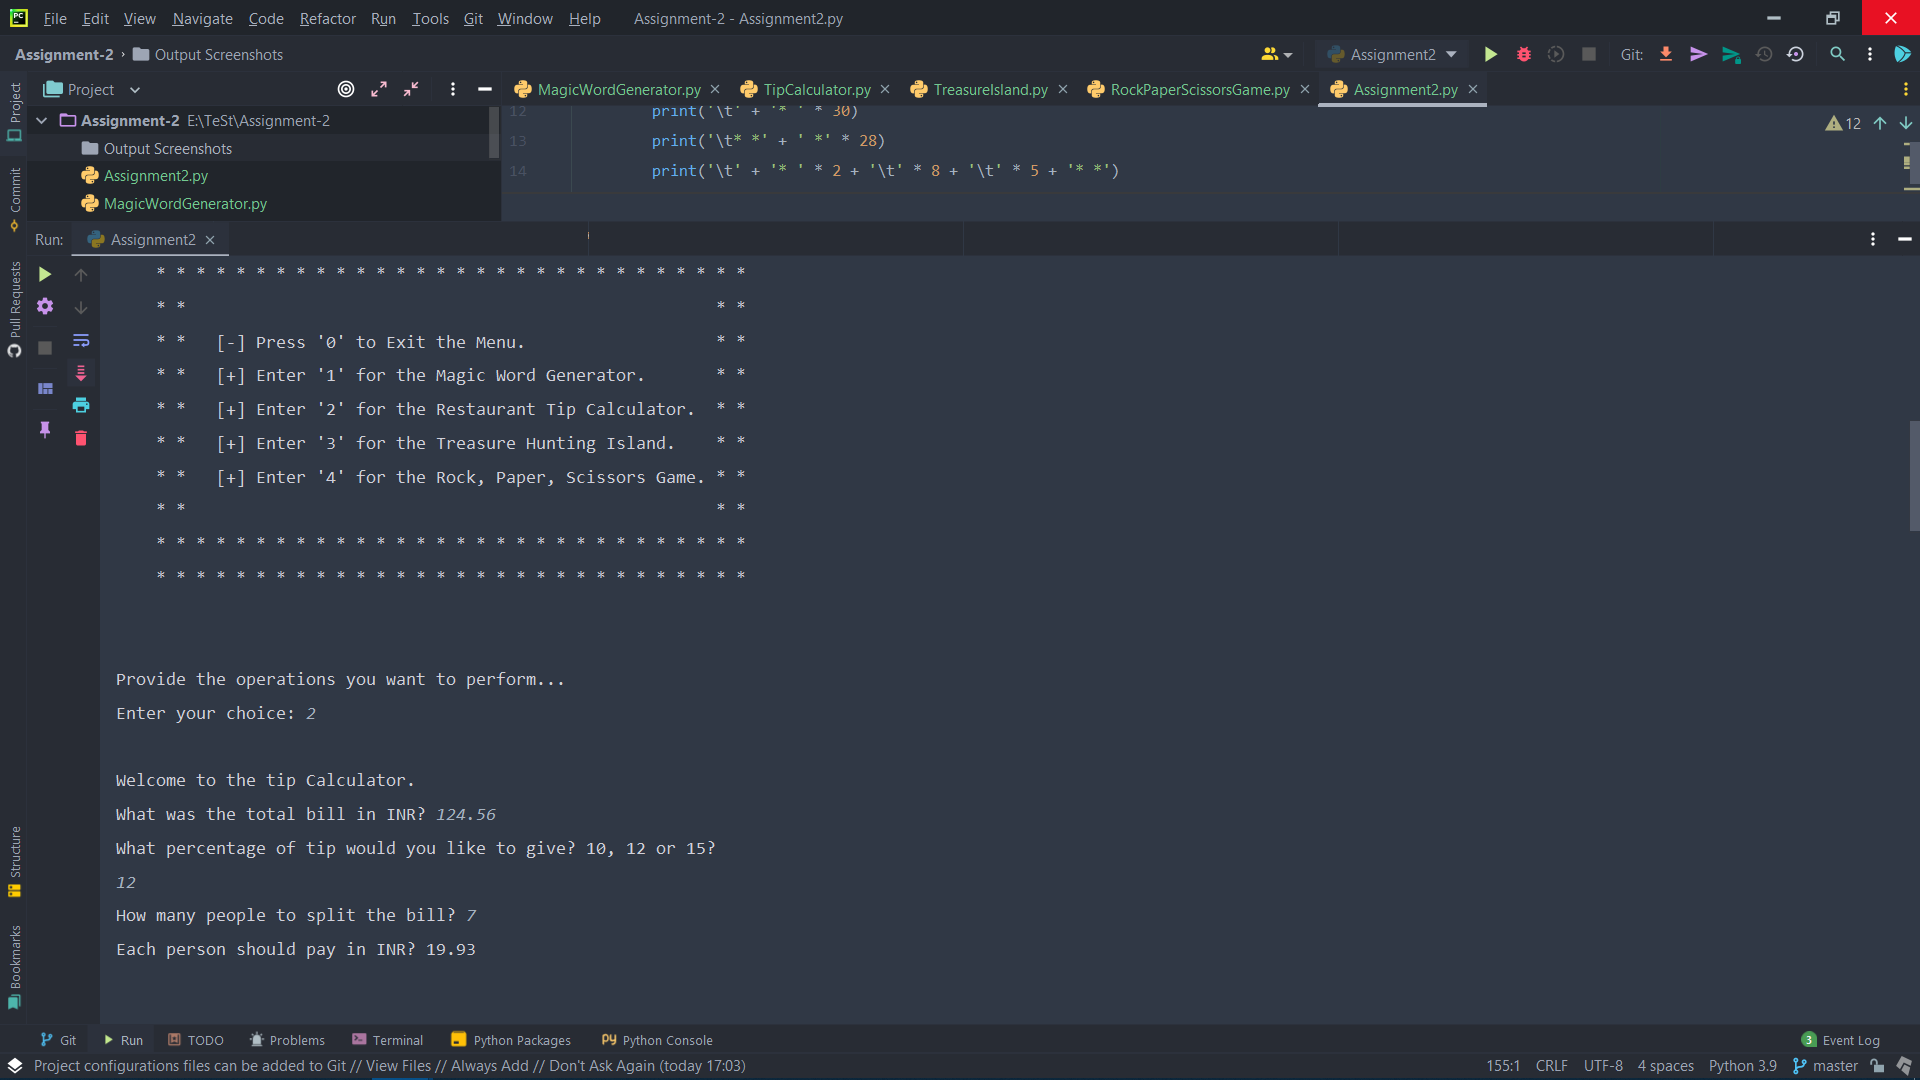 File Edit View Navigate Code Refactor Run Tools Git Window Help Assignment-2 - Assignment2.py
Assignment-2 › Output Screenshots Assignment2 Git:
Project MagicWordGenerator.py TipCalculator.py TreasureIsland.py RockPaperScissorsGame.py Assignment2.py
Project
Commit
Pull Requests
Structure
Bookmarks
Assignment-2 E:\TeSt\Assignment-2
Output Screenshots
Assignment2.py
MagicWordGenerator.py
12 print('\t' + '* ' * 30)
13 print('\t* *' + ' *' * 28)
14 print('\t' + '* ' * 2 + '\t' * 8 + '\t' * 5 + '* *')
12
Run: Assignment2
* * * * * * * * * * * * * * * * * * * * * * * * * * * * * *
* * * *
* * [-] Press '0' to Exit the Menu. * *
* * [+] Enter '1' for the Magic Word Generator. * *
* * [+] Enter '2' for the Restaurant Tip Calculator. * *
* * [+] Enter '3' for the Treasure Hunting Island. * *
* * [+] Enter '4' for the Rock, Paper, Scissors Game. * *
* * * *
* * * * * * * * * * * * * * * * * * * * * * * * * * * * * *
* * * * * * * * * * * * * * * * * * * * * * * * * * * * * *
Provide the operations you want to perform...
Enter your choice: 2
Welcome to the tip Calculator.
What was the total bill in INR? 124.56
What percentage of tip would you like to give? 10, 12 or 15?
12
How many people to split the bill? 7
Each person should pay in INR? 19.93
Git Run TODO Problems Terminal Python Packages Python Console 3 Event Log
Project configurations files can be added to Git // View Files // Always Add // Don't Ask Again (today 17:03) 155:1 CRLF UTF-8 4 spaces Python 3.9 master